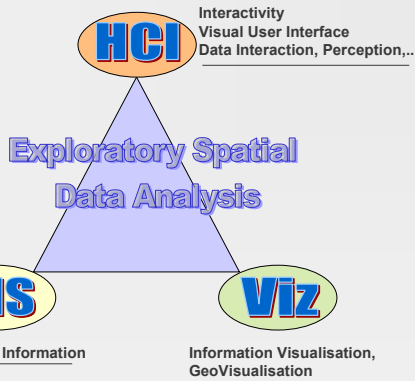 HCI
Interactivity
Visual User Interface
Data Interaction, Perception,..
Exploratory Spatial
Data Analysis
Viz
Information
Information Visualisation,
GeoVisualisation